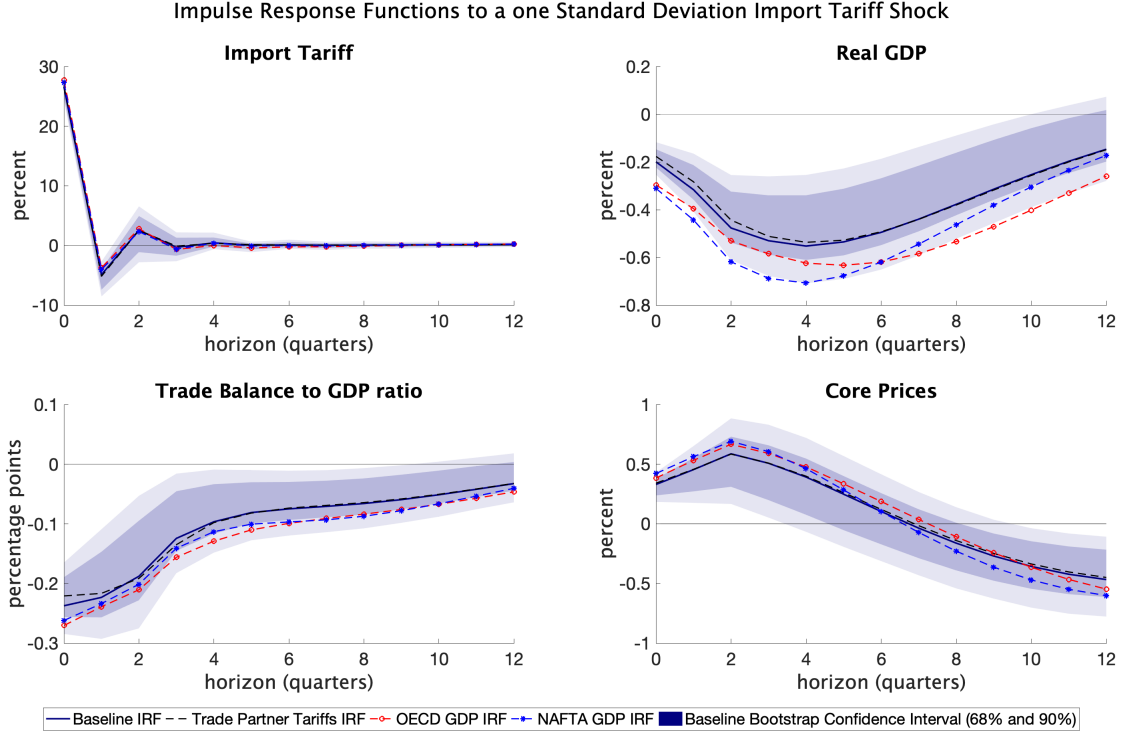 Impulse Response Functions to a one Standard Deviation Import Tariff Shock
Import Tariff
30
20
10
0
-10
percent
0 2 4 6 8 10 12
horizon (quarters)
Real GDP
0.2
0
-0.2
-0.4
-0.6
-0.8
percent
0 2 4 6 8 10 12
horizon (quarters)
Trade Balance to GDP ratio
0.1
0
-0.1
-0.2
-0.3
percentage points
0 2 4 6 8 10 12
horizon (quarters)
Core Prices
1
0.5
0
-0.5
-1
percent
0 2 4 6 8 10 12
horizon (quarters)
Baseline IRF Trade Partner Tariffs IRF OECD GDP IRF NAFTA GDP IRF Baseline Bootstrap Confidence Interval (68% and 90%)